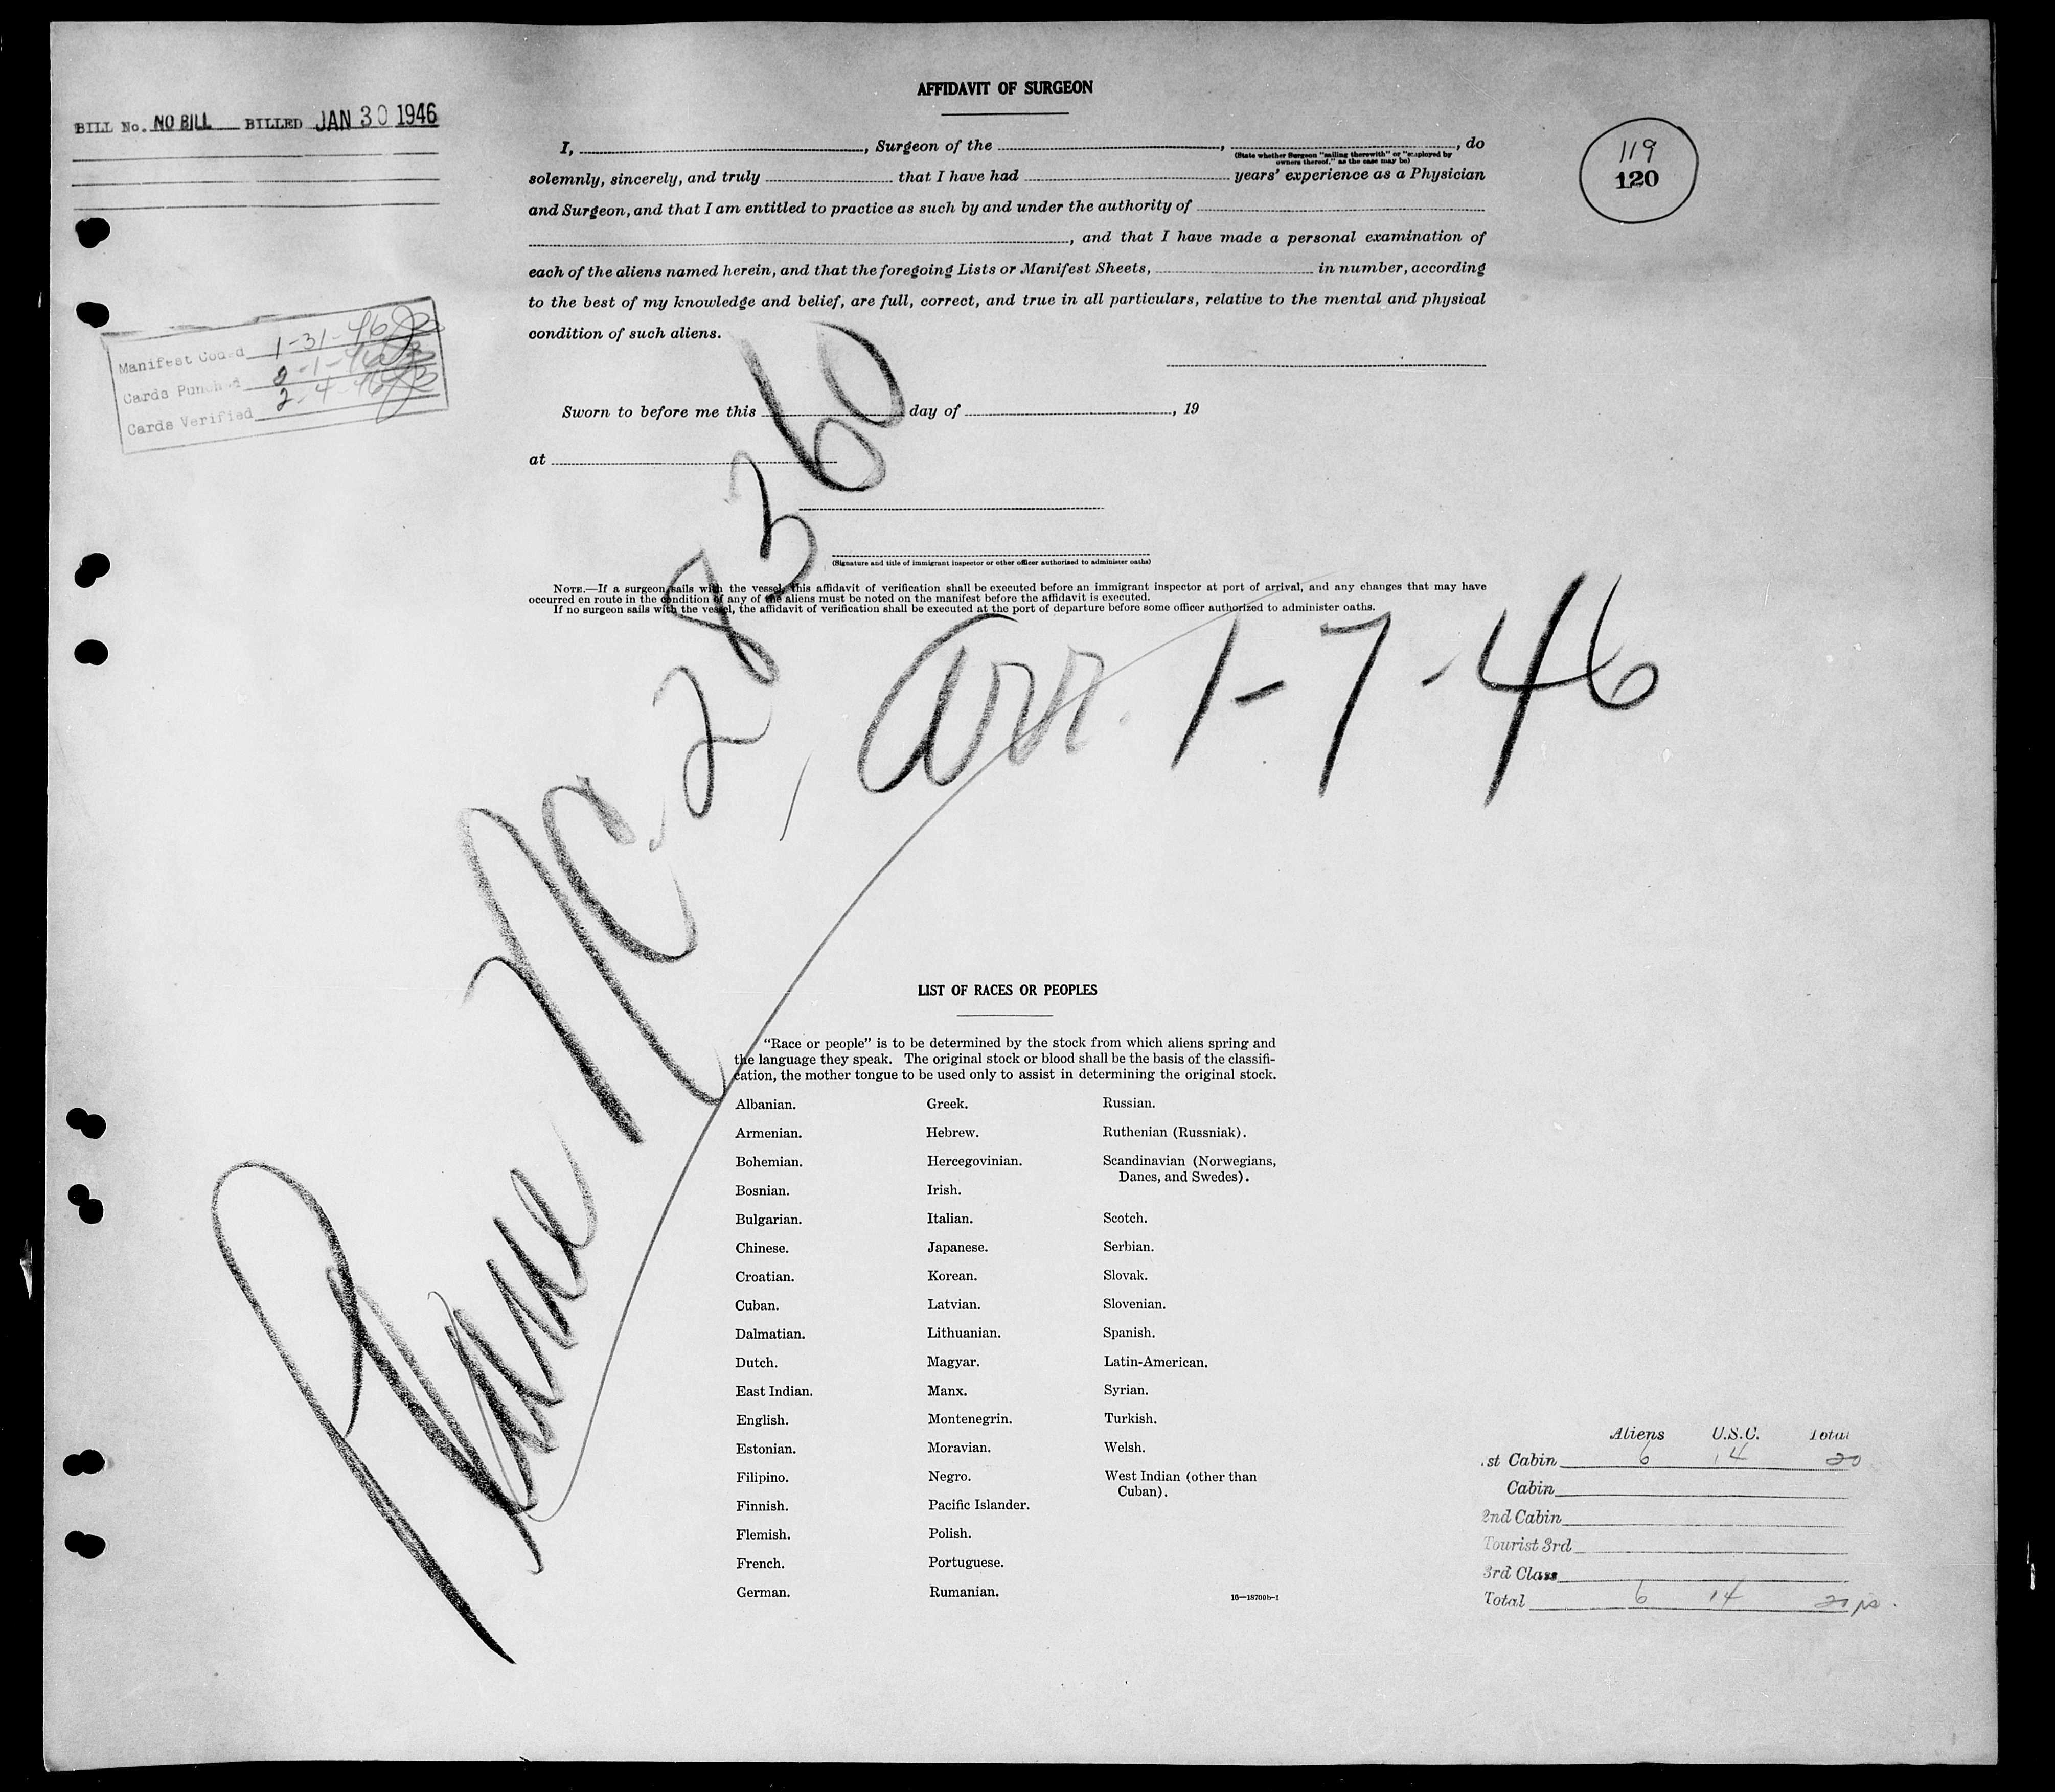 AFFIDAVIT OF SURGEON
BILL No. NO BILL BILLED JAN 30 1946
119
120
I, , Surgeon of the , , do
(State whether Surgeon "sailing therewith" or "employed by
owners thereof," as the case may be)
solemnly, sincerely, and truly that I have had years' experience as a Physician
and Surgeon, and that I am entitled to practice as such by and under the authority of
, and that I have made a personal examination of
each of the aliens named herein, and that the foregoing Lists or Manifest Sheets, in number, according
to the best of my knowledge and belief, are full, correct, and true in all particulars, relative to the mental and physical
condition of such aliens.
Manifest Coded 1-31-46
Cards Punched 2-1-46
Cards Verified 2-4-46
Sworn to before me this day of , 19
at
(Signature and title of immigrant inspector or other officer authorized to administer oaths)
NOTE.—If a surgeon sails with the vessel, this affidavit of verification shall be executed before an immigrant inspector at port of arrival, and any changes that may have
occurred en route in the condition of any of the aliens must be noted on the manifest before the affidavit is executed.
If no surgeon sails with the vessel, the affidavit of verification shall be executed at the port of departure before some officer authorized to administer oaths.
Plane NC-28360
, arr. 1-7-46
LIST OF RACES OR PEOPLES
"Race or people" is to be determined by the stock from which aliens spring and
the language they speak. The original stock or blood shall be the basis of the classifi-
cation, the mother tongue to be used only to assist in determining the original stock.
Albanian.
Armenian.
Bohemian.
Bosnian.
Bulgarian.
Chinese.
Croatian.
Cuban.
Dalmatian.
Dutch.
East Indian.
English.
Estonian.
Filipino.
Finnish.
Flemish.
French.
German.
Greek.
Hebrew.
Hercegovinian.
Irish.
Italian.
Japanese.
Korean.
Latvian.
Lithuanian.
Magyar.
Manx.
Montenegrin.
Moravian.
Negro.
Pacific Islander.
Polish.
Portuguese.
Rumanian.
Russian.
Ruthenian (Russniak).
Scandinavian (Norwegians,
Danes, and Swedes).
Scotch.
Serbian.
Slovak.
Slovenian.
Spanish.
Latin-American.
Syrian.
Turkish.
Welsh.
West Indian (other than
Cuban).
16—18709b-1
Aliens U.S.C. Total
st Cabin 6 14 20
Cabin
2nd Cabin
Tourist 3rd
3rd Class
Total 6 14 20